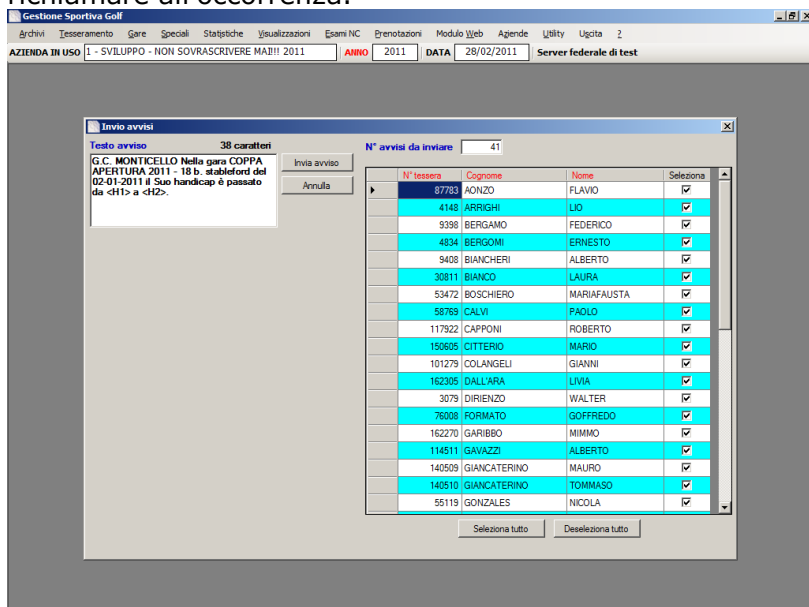 richiamare all'occorrenza.
Gestione Sportiva Golf
Archivi Tesseramento Gare Speciali Statistiche Visualizzazioni Esami NC Prenotazioni Modulo Web Agende Utility Uscita ?
AZIENDA IN USO 1 - SVILUPPO - NON SOVRASCRIVERE MAI!!! 2011 ANNO 2011 DATA 28/02/2011 Server federale di test
Invio avvisi
Testo avviso 38 caratteri N° avvisi da inviare 41
G.C. MONTICELLO Nella gara COPPA
APERTURA 2011 - 18 b. stableford del
02-01-2011 il Suo handicap è passato
da <H1> a <H2>.
Invia avviso
Annulla
N° tessera Cognome Nome Seleziona
87783 AONZO FLAVIO
4148 ARRIGHI LIO
9398 BERGAMO FEDERICO
4834 BERGOMI ERNESTO
9408 BIANCHERI ALBERTO
30811 BIANCO LAURA
53472 BOSCHIERO MARIAFAUSTA
58769 CALVI PAOLO
117922 CAPPONI ROBERTO
150605 CITTERIO MARIO
101279 COLANGELI GIANNI
162305 DALL'ARA LIVIA
3079 DIRIENZO WALTER
76008 FORMATO GOFFREDO
162270 GARIBBO MIMMO
114511 GAVAZZI ALBERTO
140509 GIANCATERINO MAURO
140510 GIANCATERINO TOMMASO
55119 GONZALES NICOLA
Seleziona tutto Deseleziona tutto